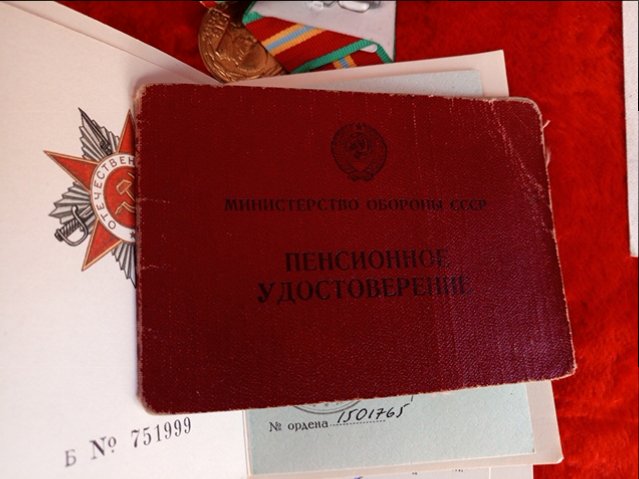 ОТЕЧЕСТВЕН
МИНИСТЕРСТВО ОБОРОНЫ СССР
ПЕНСИОННОЕ
УДОСТОВЕРЕНИЕ
№ ордена 1501765
Б № 751999